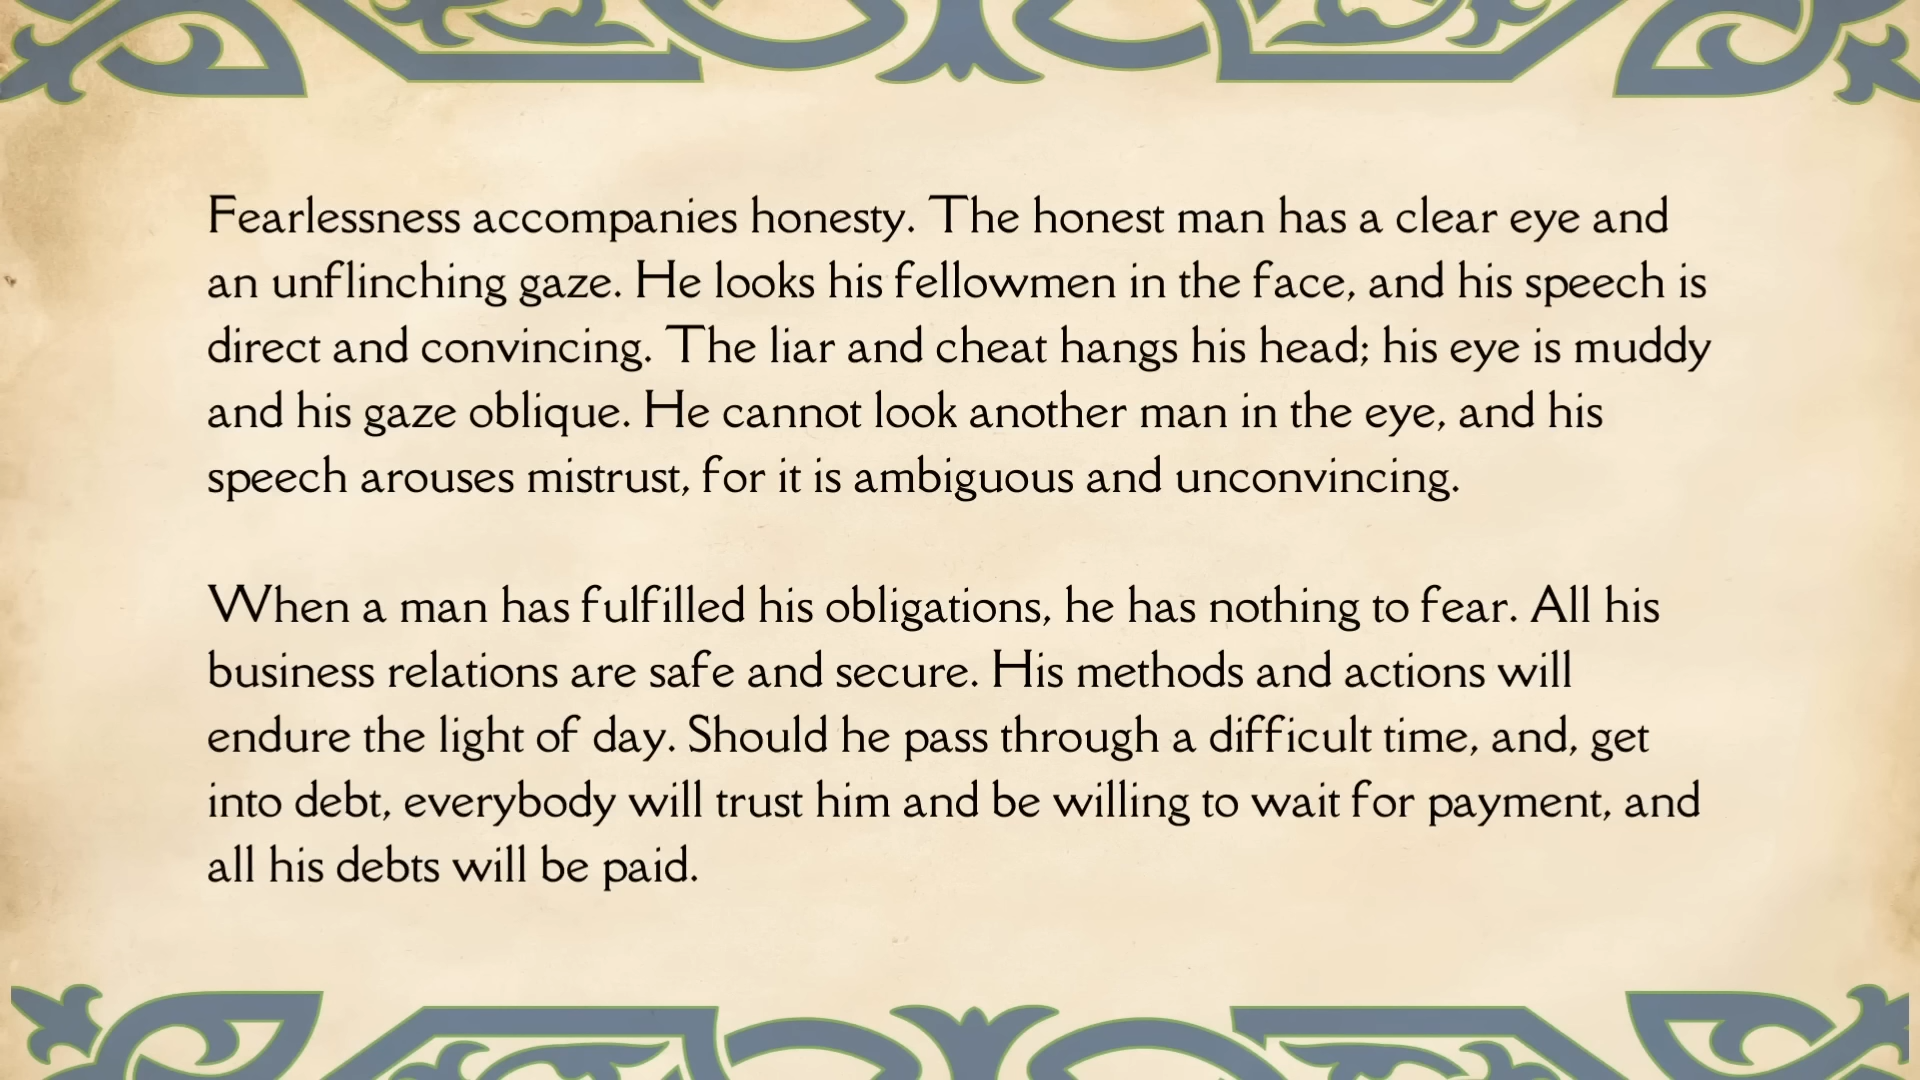 Fearlessness accompanies honesty. The honest man has a clear eye and
an unflinching gaze. He looks his fellowmen in the face, and his speech is
direct and convincing. The liar and cheat hangs his head; his eye is muddy
and his gaze oblique. He cannot look another man in the eye, and his
speech arouses mistrust, for it is ambiguous and unconvincing.

When a man has fulfilled his obligations, he has nothing to fear. All his
business relations are safe and secure. His methods and actions will
endure the light of day. Should he pass through a difficult time, and, get
into debt, everybody will trust him and be willing to wait for payment, and
all his debts will be paid.